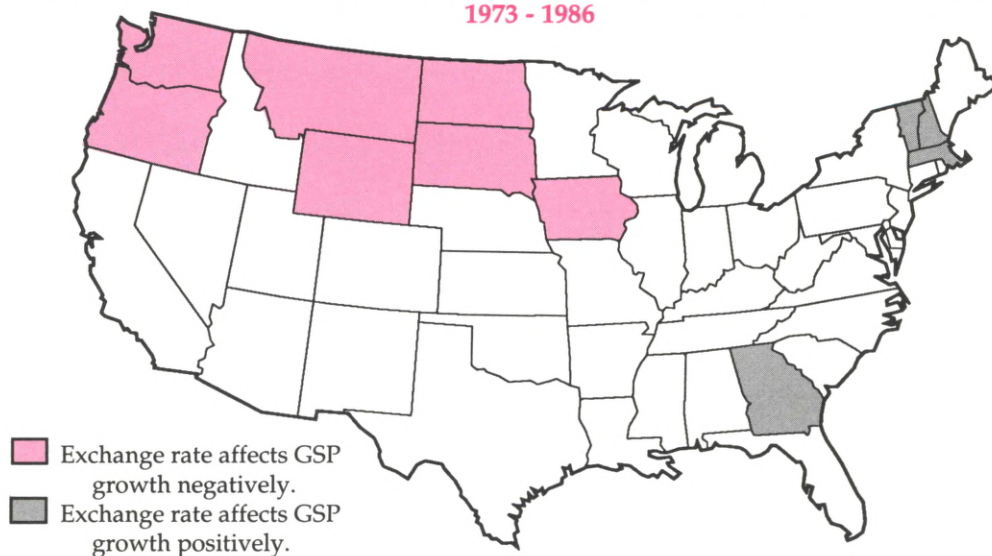 1973 - 1986
Exchange rate affects GSP
growth negatively.
Exchange rate affects GSP
growth positively.